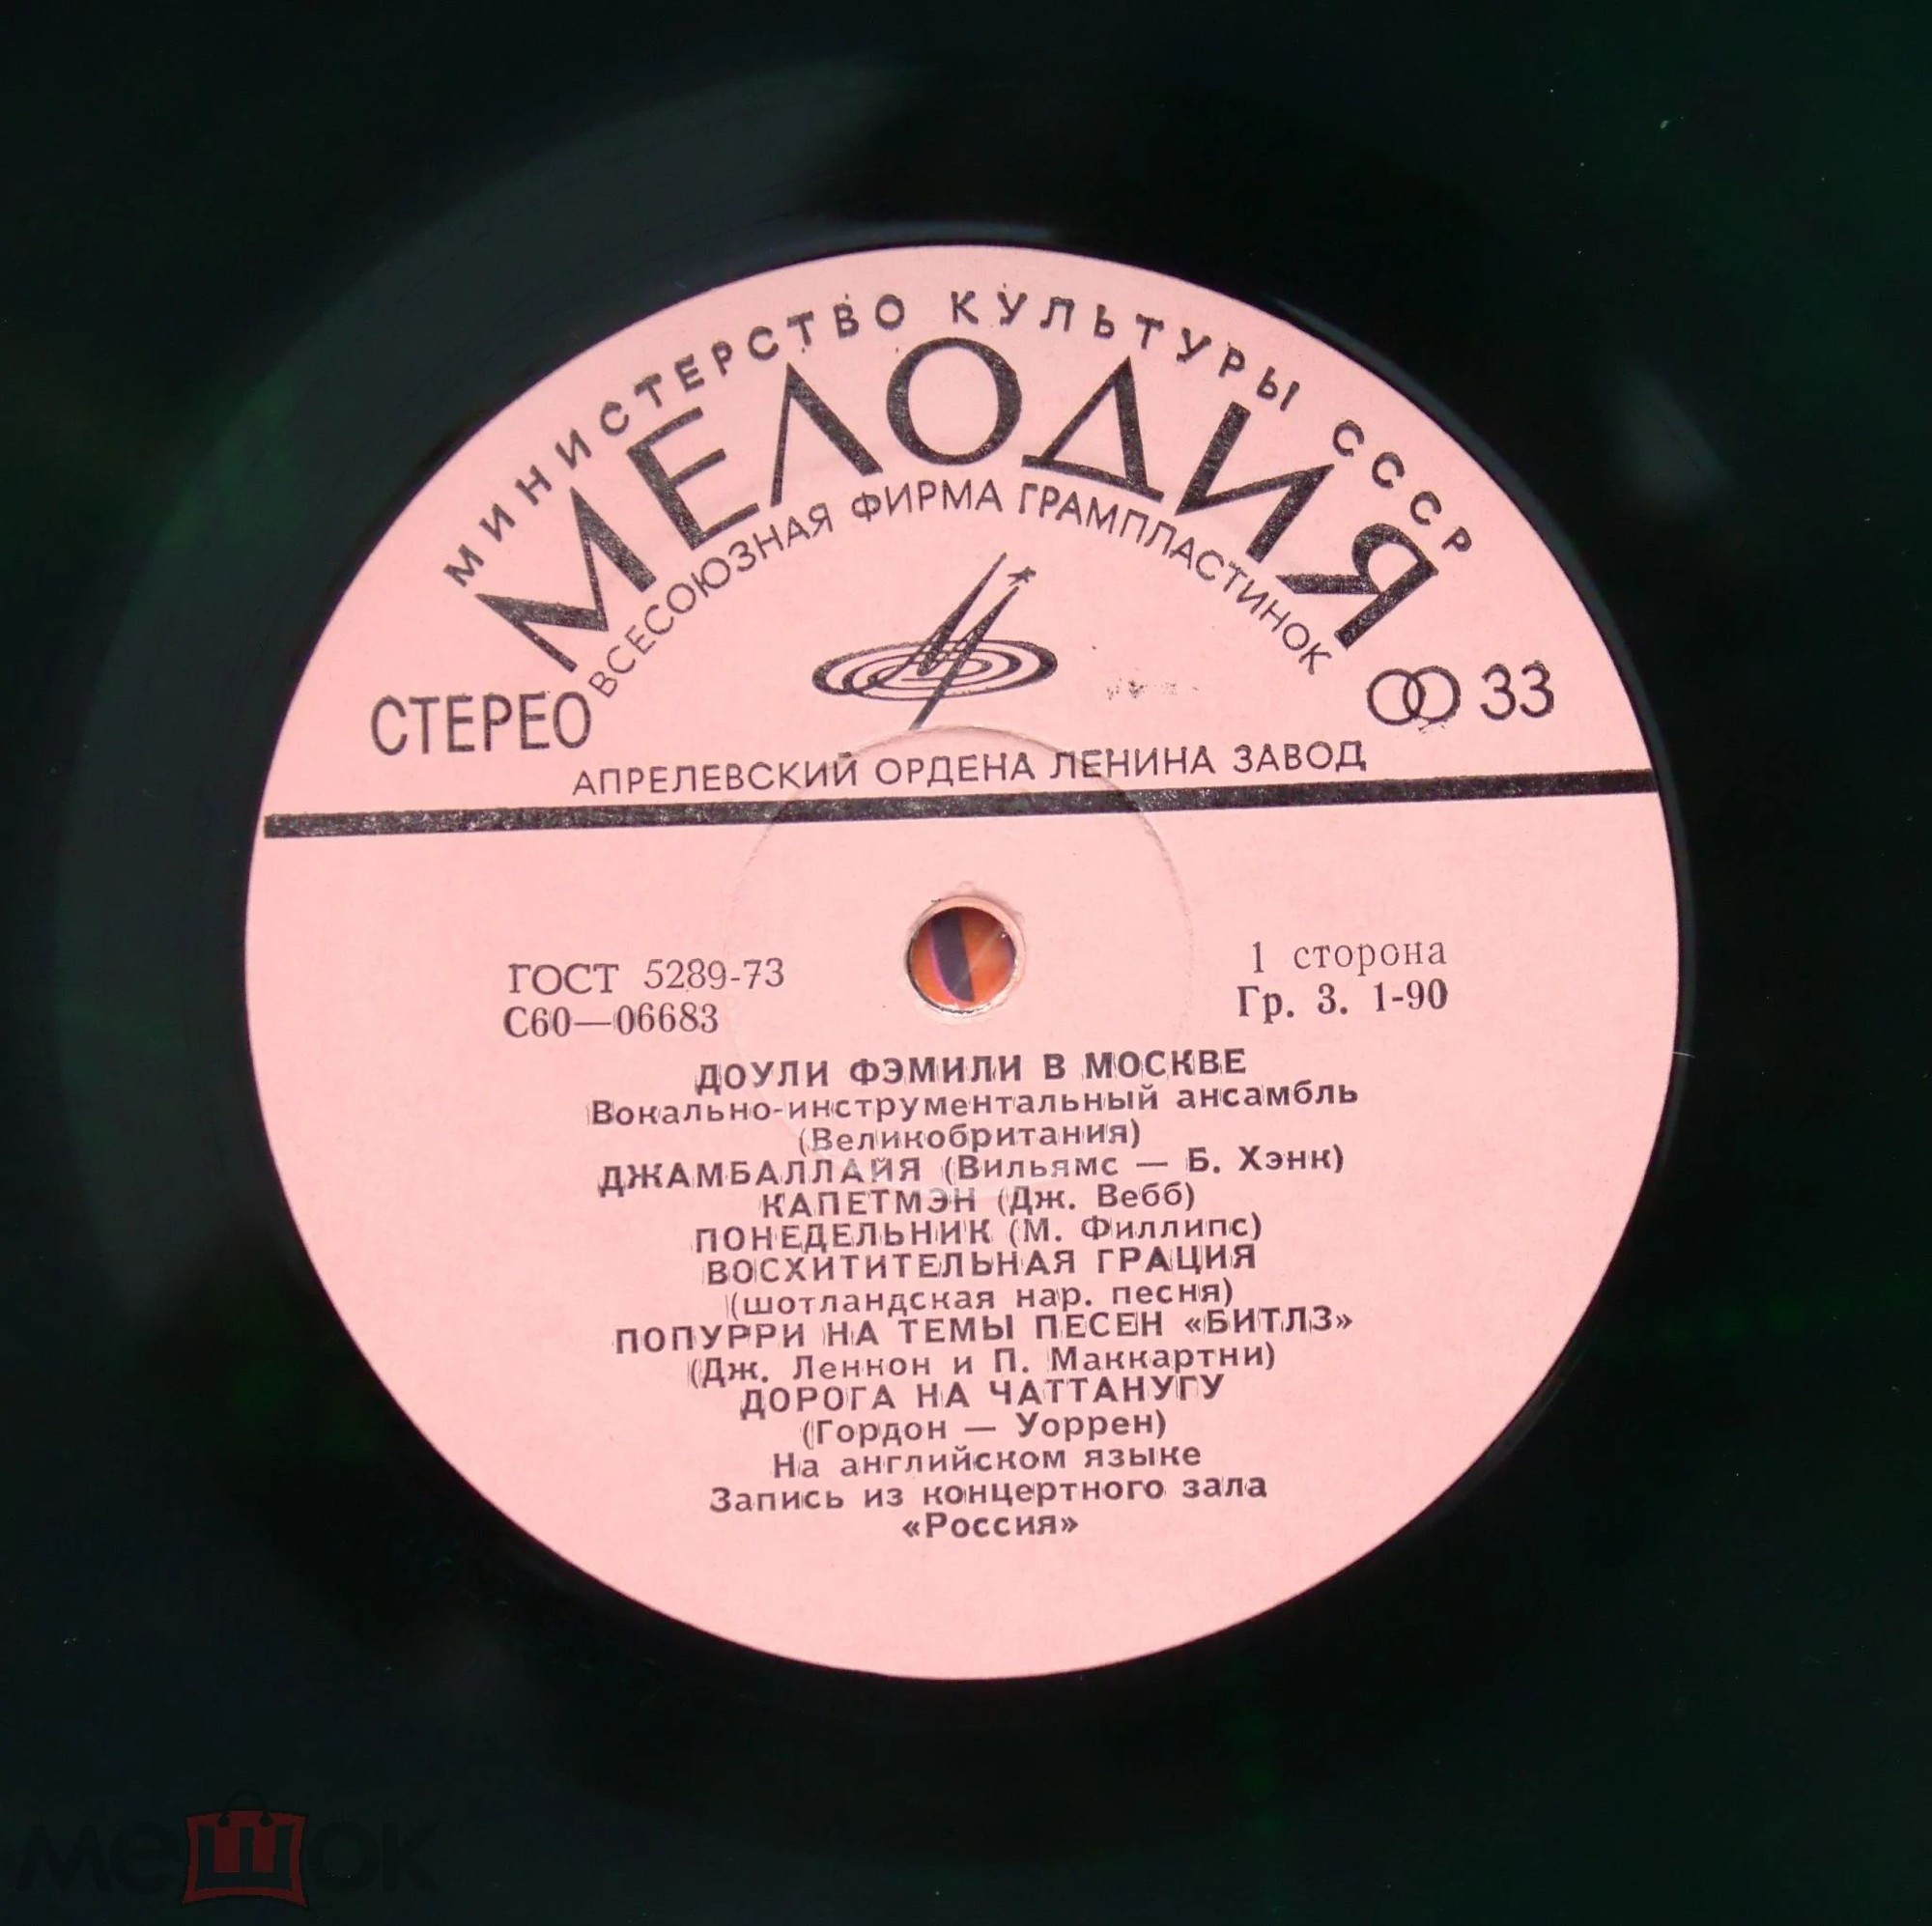 МИНИСТЕРСТВО КУЛЬТУРЫ СССР
МЕЛОДИЯ
ВСЕСОЮЗНАЯ ФИРМА ГРАМПЛАСТИНОК
СТЕРЕО
33
АПРЕЛЕВСКИЙ ОРДЕНА ЛЕНИНА ЗАВОД
ГОСТ 5289-73
1 сторона
С60—06683
Гр. 3. 1-90
ДОУЛИ ФЭМИЛИ В МОСКВЕ
Вокально-инструментальный ансамбль
(Великобритания)
ДЖАМБАЛЛАЙЯ (Вильямс — Б. Хэнк)
КАПЕТМЭН (Дж. Вебб)
ПОНЕДЕЛЬНИК (М. Филлипс)
ВОСХИТИТЕЛЬНАЯ ГРАЦИЯ
(шотландская нар. песня)
ПОПУРРИ НА ТЕМЫ ПЕСЕН «БИТЛЗ»
(Дж. Леннон и П. Маккартни)
ДОРОГА НА ЧАТТАНУГУ
(Гордон — Уоррен)
На английском языке
Запись из концертного зала
«Россия»
мешок